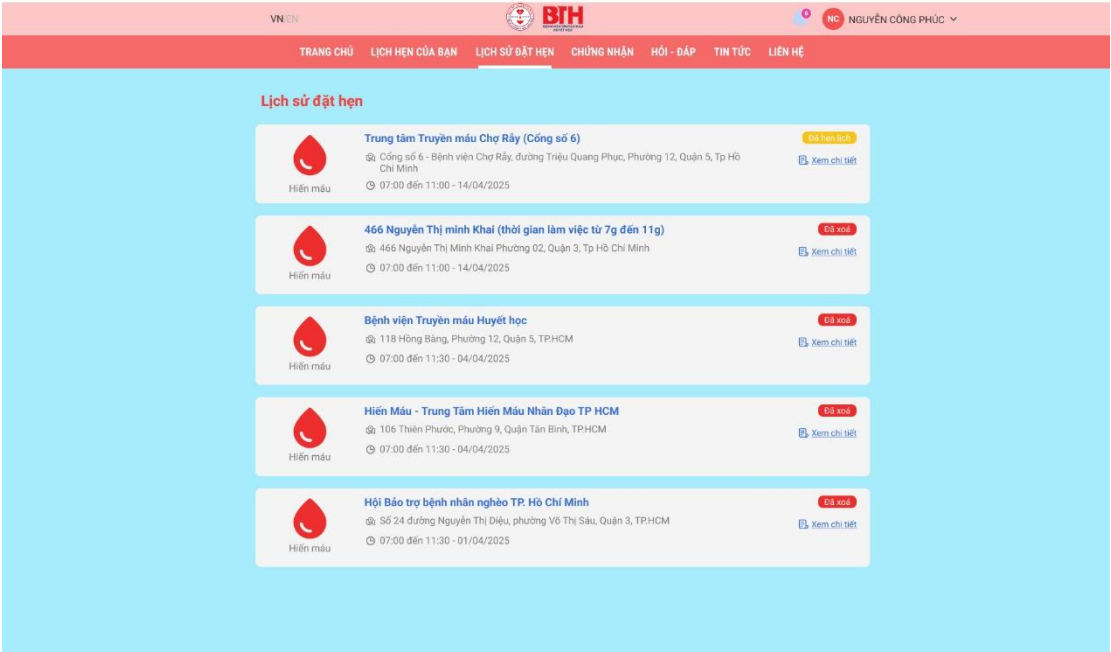 VN EN
BTH
6
NC NGUYỄN CÔNG PHÚC
TRANG CHỦ LỊCH HẸN CỦA BẠN LỊCH SỬ ĐẶT HẸN CHỨNG NHẬN HỎI - ĐÁP TIN TỨC LIÊN HỆ
Lịch sử đặt hẹn
Trung tâm Truyền máu Chợ Rẫy (Cổng số 6)
Đã hẹn lịch
Cổng số 6 - Bệnh viện Chợ Rẫy, đường Triệu Quang Phục, Phường 12, Quận 5, Tp Hồ
Chí Minh
Xem chi tiết
07:00 đến 11:00 - 14/04/2025
Hiến máu
466 Nguyễn Thị minh Khai (thời gian làm việc từ 7g đến 11g)
Đã xoá
466 Nguyễn Thị Minh Khai Phường 02, Quận 3, Tp Hồ Chí Minh
Xem chi tiết
07:00 đến 11:00 - 14/04/2025
Hiến máu
Bệnh viện Truyền máu Huyết học
Đã xoá
118 Hồng Bàng, Phường 12, Quận 5, TP.HCM
Xem chi tiết
07:00 đến 11:30 - 04/04/2025
Hiến máu
Hiến Máu - Trung Tâm Hiến Máu Nhân Đạo TP HCM
Đã xoá
106 Thiên Phước, Phường 9, Quận Tân Bình, TP.HCM
Xem chi tiết
07:00 đến 11:30 - 04/04/2025
Hiến máu
Hội Bảo trợ bệnh nhân nghèo TP. Hồ Chí Minh
Đã xoá
Số 24 đường Nguyễn Thị Diệu, phường Võ Thị Sáu, Quận 3, TP.HCM
Xem chi tiết
07:00 đến 11:30 - 01/04/2025
Hiến máu